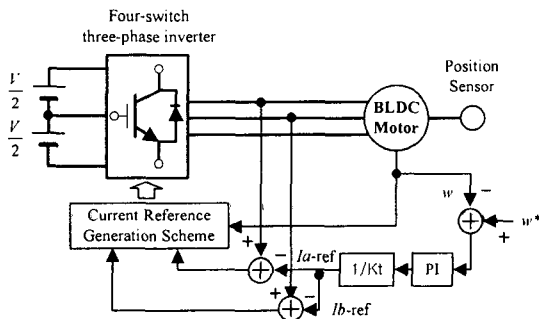 Four-switch
three-phase inverter
V
2
V
2
BLDC
Motor
Position
Sensor
w
−
w*
+
Current Reference
Generation Scheme
+
−
Ia-ref
1/Kt
PI
+
−
Ib-ref